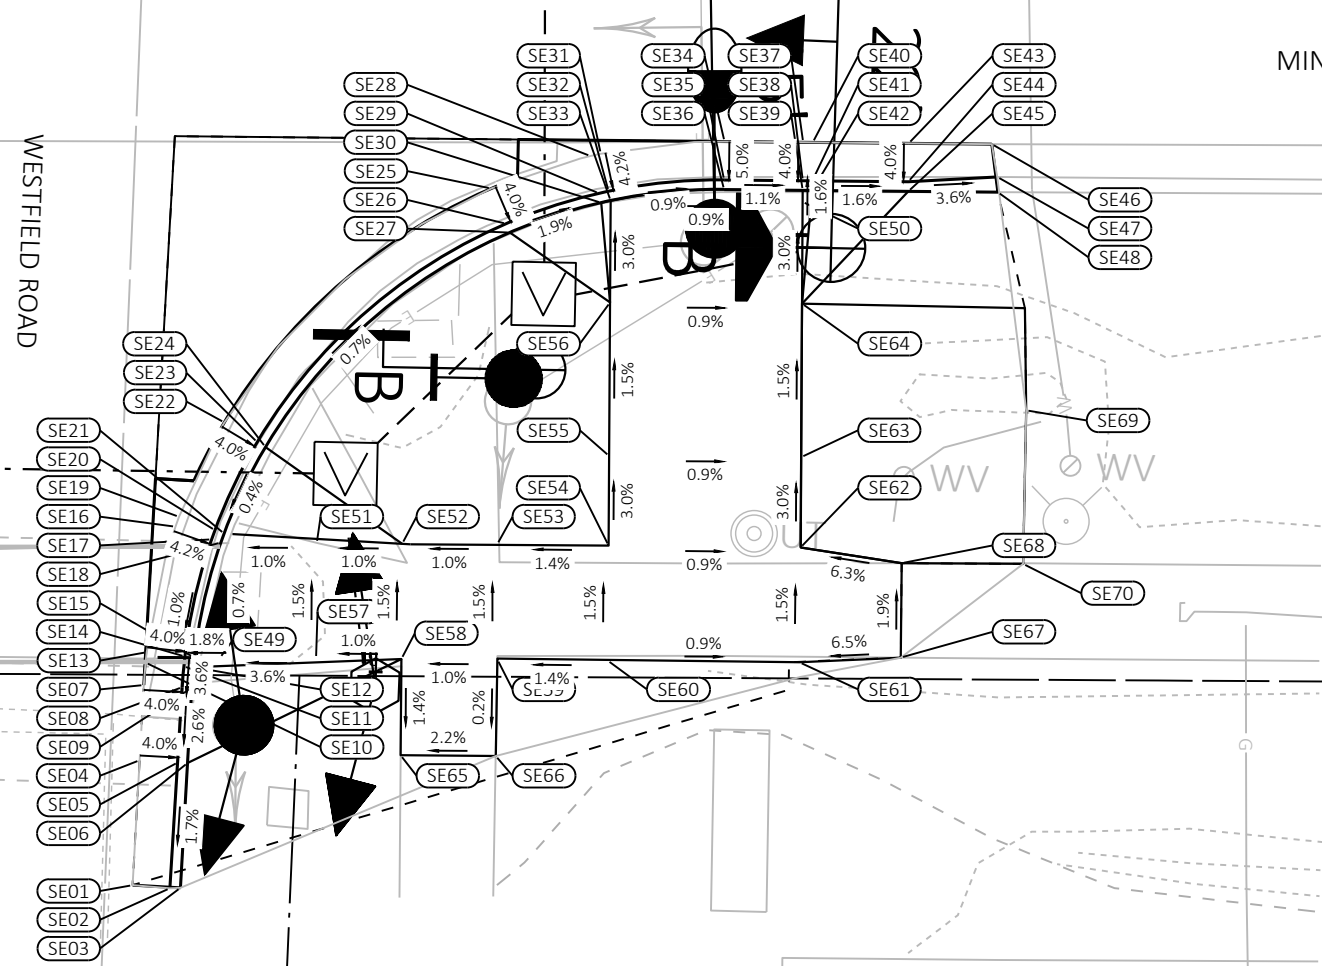 MIN
WESTFIELD ROAD
SE31
SE32
SE33
SE34
SE35
SE36
SE37
SE38
SE39
SE40
SE41
SE42
SE43
SE44
SE45
SE28
SE29
SE30
SE25
SE26
SE27
4.2%
5.0%
4.0%
4.0%
4.0%
1.9%
0.9%
0.9%
1.1%
1.6%
1.6%
3.6%
SE46
SE47
SE48
SE50
3.0%
B
3.0%
0.9%
SE56
SE64
SE24
SE23
SE22
0.7%
B
1.5%
1.5%
SE69
SE21
SE20
SE19
SE16
SE17
SE18
SE15
SE14
SE13
SE07
SE08
SE09
SE04
SE05
SE06
SE01
SE02
SE03
4.0%
0.4%
4.2%
SE55
SE63
0.9%
WV
WV
SE54
SE53
SE62
3.0%
3.0%
SE51
SE52
UT
SE68
1.0%
1.0%
1.0%
1.4%
0.9%
6.3%
SE70
1.0%
0.7%
1.5%
SE57
1.5%
1.5%
1.5%
1.5%
1.9%
4.0%
1.8%
SE49
1.0%
SE58
0.9%
6.5%
SE67
3.6%
3.6%
1.0%
1.4%
SE12
SE59
SE60
SE61
SE11
SE10
4.0%
2.6%
1.4%
0.2%
4.0%
2.2%
SE65
SE66
1.7%
G